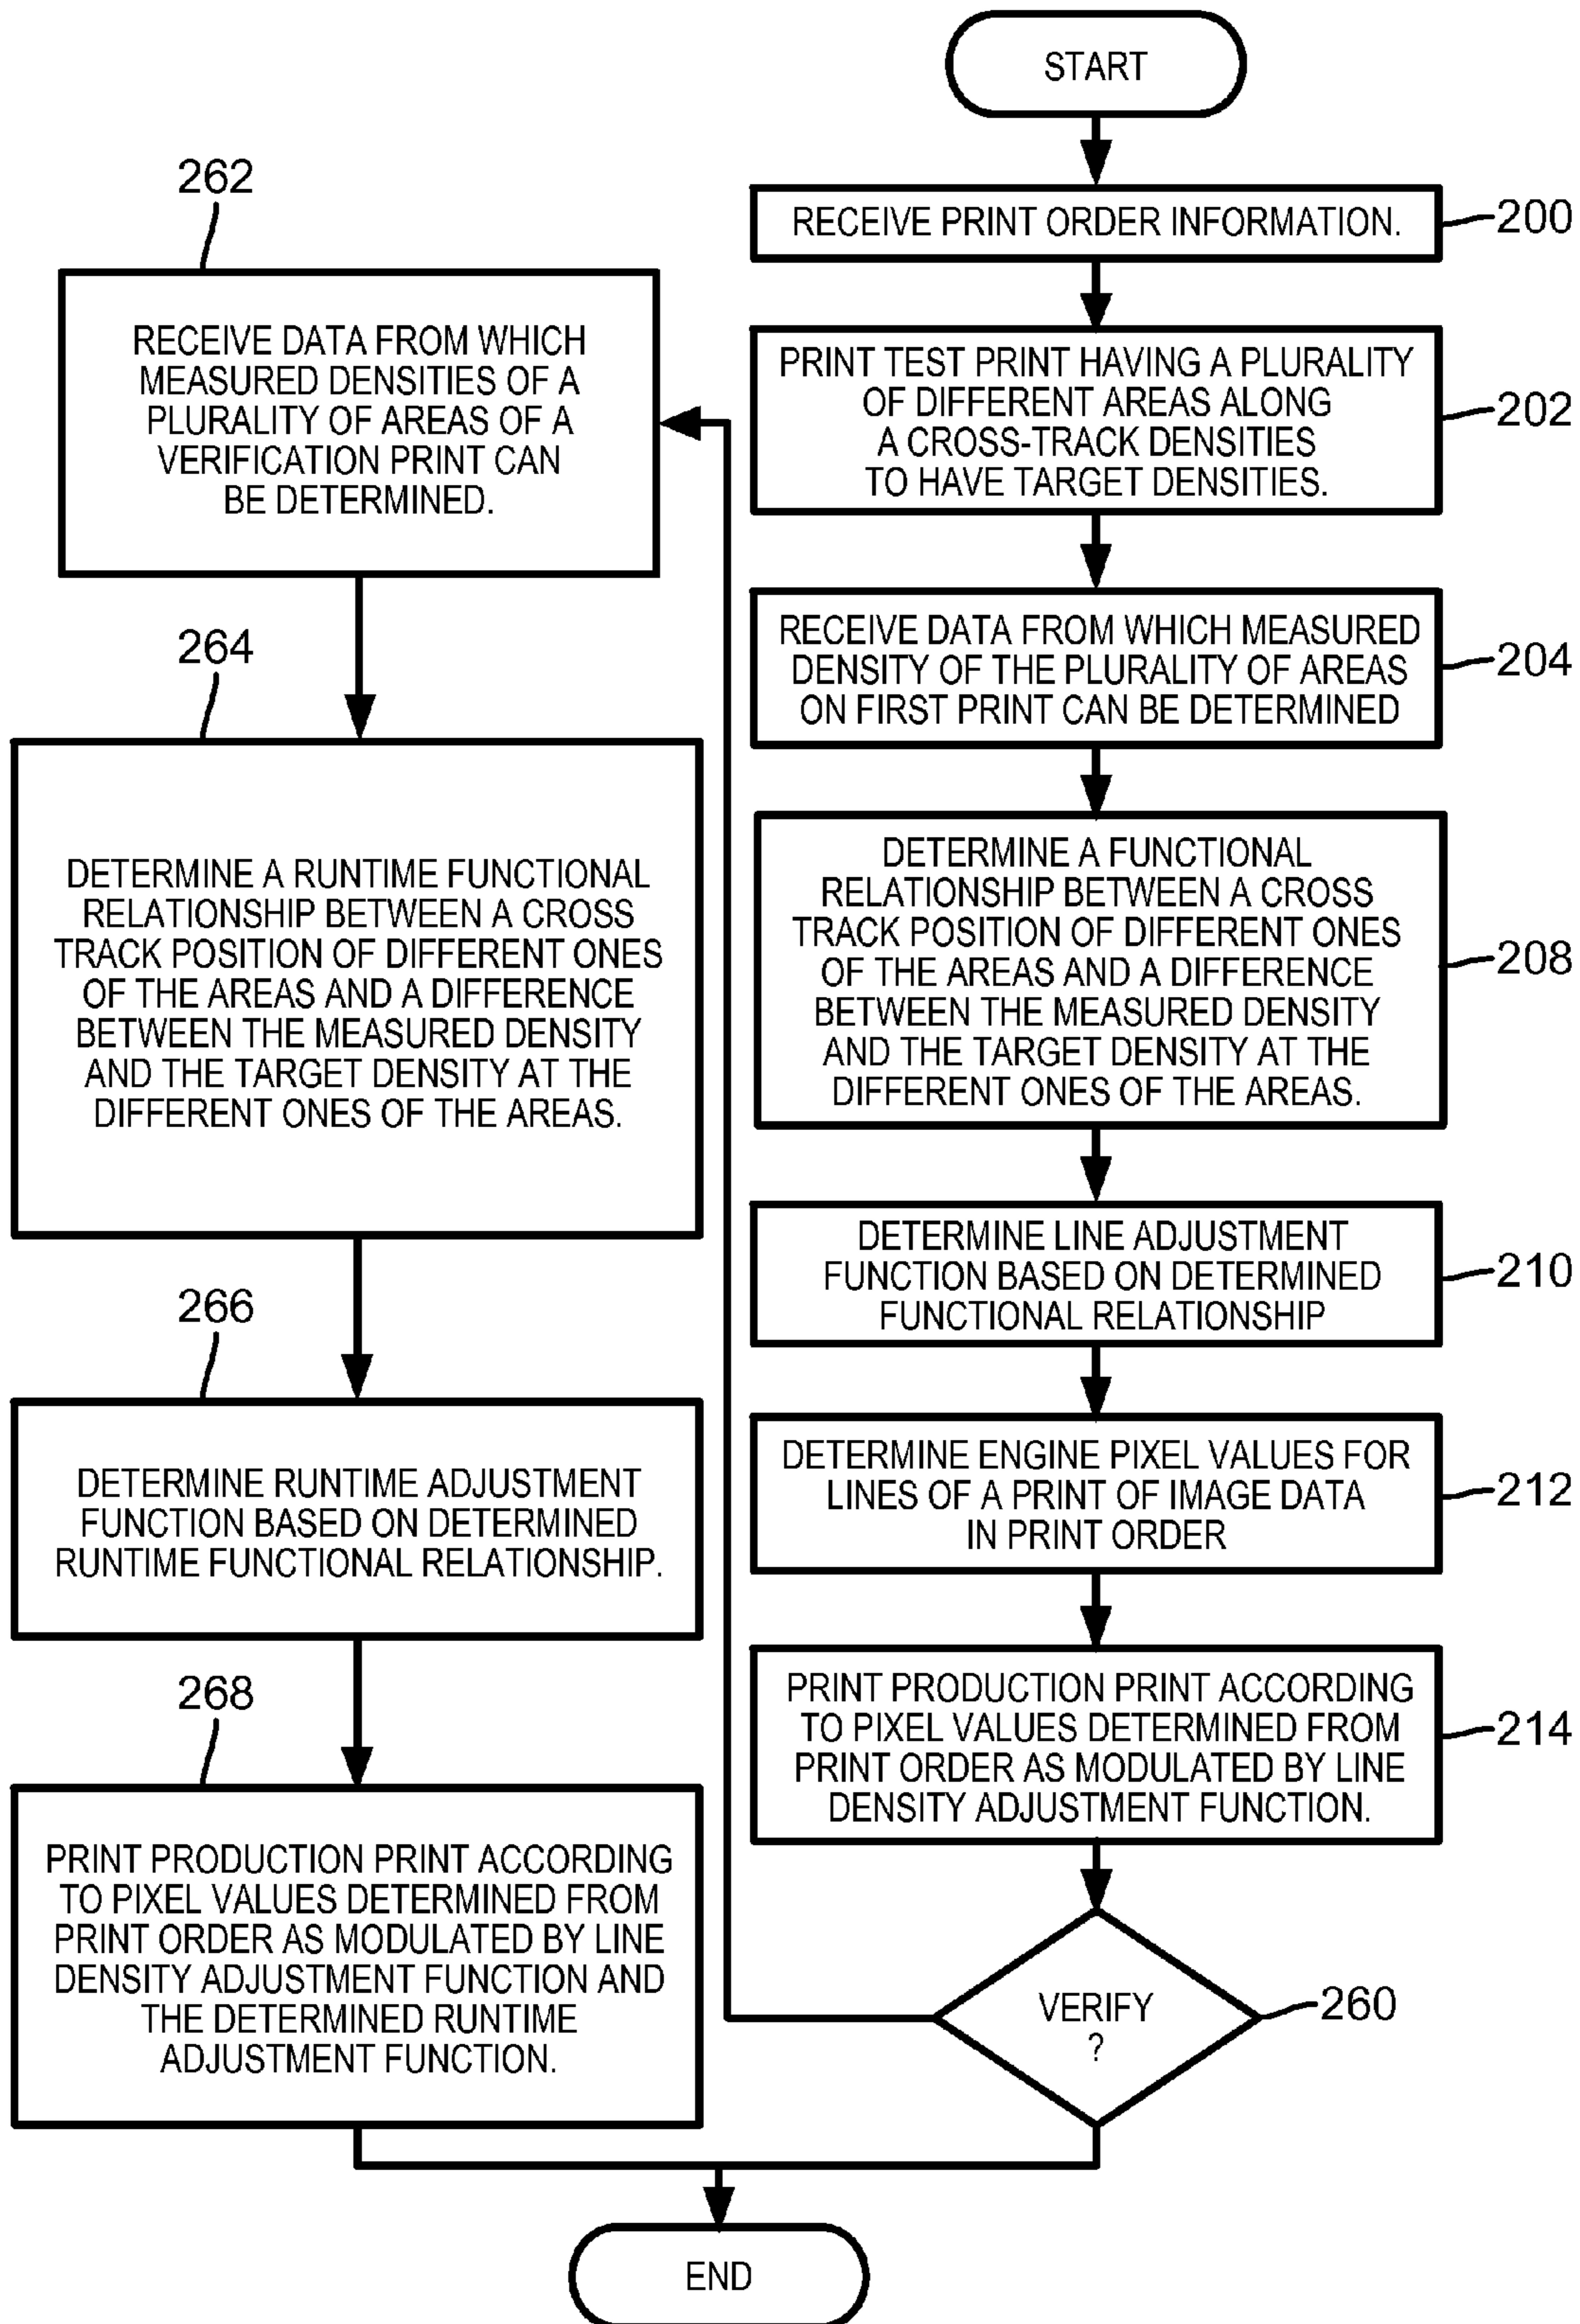 START
RECEIVE PRINT ORDER INFORMATION.
200
PRINT TEST PRINT HAVING A PLURALITY
OF DIFFERENT AREAS ALONG
A CROSS-TRACK DENSITIES
TO HAVE TARGET DENSITIES.
202
RECEIVE DATA FROM WHICH MEASURED
DENSITY OF THE PLURALITY OF AREAS
ON FIRST PRINT CAN BE DETERMINED
204
DETERMINE A FUNCTIONAL
RELATIONSHIP BETWEEN A CROSS
TRACK POSITION OF DIFFERENT ONES
OF THE AREAS AND A DIFFERENCE
BETWEEN THE MEASURED DENSITY
AND THE TARGET DENSITY AT THE
DIFFERENT ONES OF THE AREAS.
208
DETERMINE LINE ADJUSTMENT
FUNCTION BASED ON DETERMINED
FUNCTIONAL RELATIONSHIP
210
DETERMINE ENGINE PIXEL VALUES FOR
LINES OF A PRINT OF IMAGE DATA
IN PRINT ORDER
212
PRINT PRODUCTION PRINT ACCORDING
TO PIXEL VALUES DETERMINED FROM
PRINT ORDER AS MODULATED BY LINE
DENSITY ADJUSTMENT FUNCTION.
214
VERIFY
?
260
262
RECEIVE DATA FROM WHICH
MEASURED DENSITIES OF A
PLURALITY OF AREAS OF A
VERIFICATION PRINT CAN
BE DETERMINED.
264
DETERMINE A RUNTIME FUNCTIONAL
RELATIONSHIP BETWEEN A CROSS
TRACK POSITION OF DIFFERENT ONES
OF THE AREAS AND A DIFFERENCE
BETWEEN THE MEASURED DENSITY
AND THE TARGET DENSITY AT THE
DIFFERENT ONES OF THE AREAS.
266
DETERMINE RUNTIME ADJUSTMENT
FUNCTION BASED ON DETERMINED
RUNTIME FUNCTIONAL RELATIONSHIP.
268
PRINT PRODUCTION PRINT ACCORDING
TO PIXEL VALUES DETERMINED FROM
PRINT ORDER AS MODULATED BY LINE
DENSITY ADJUSTMENT FUNCTION AND
THE DETERMINED RUNTIME
ADJUSTMENT FUNCTION.
END